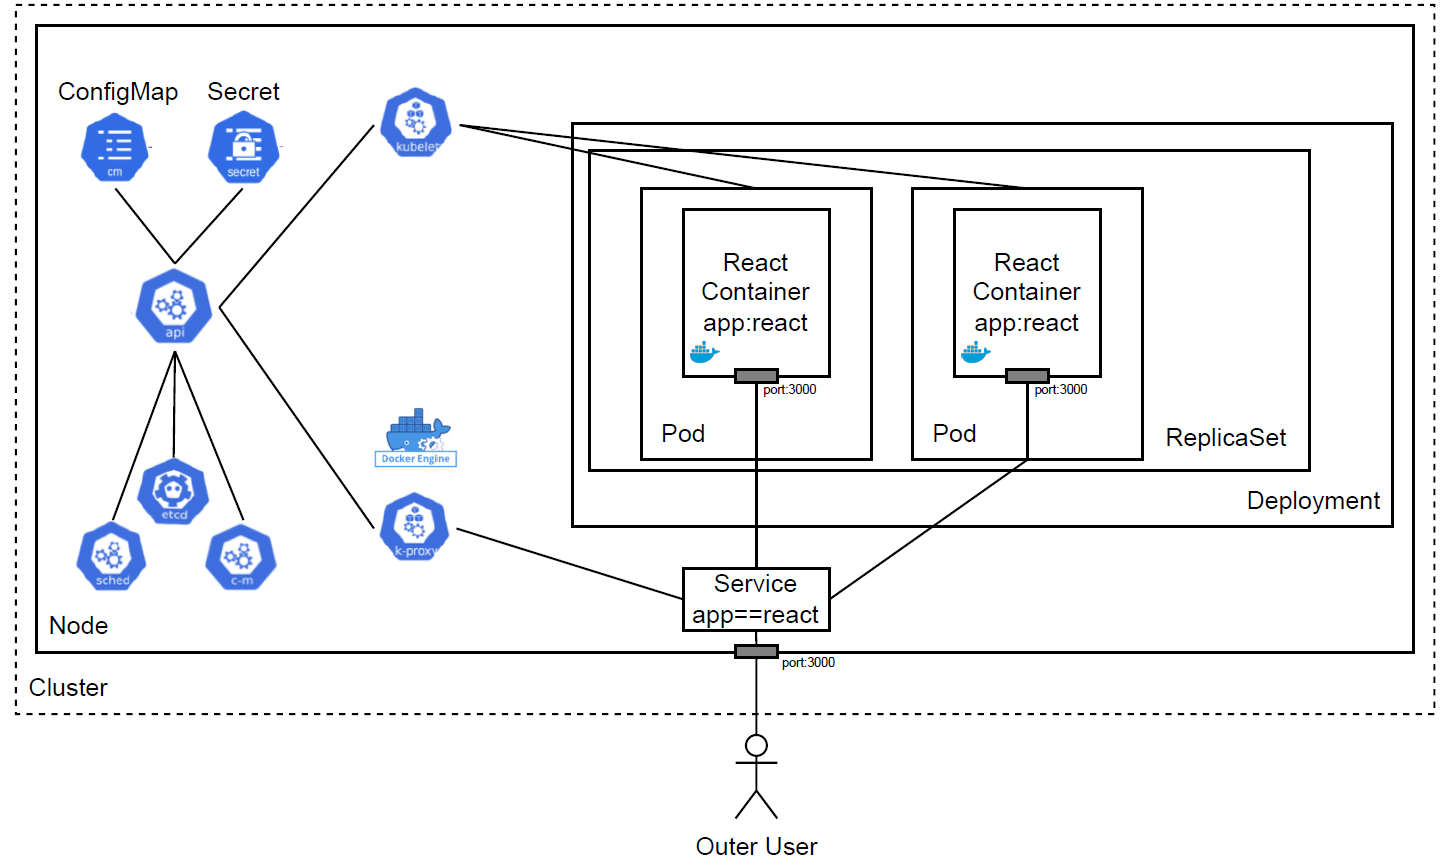 ConfigMap
Secret
cm
secret
kubelet
api
React
Container
app:react
port:3000
React
Container
app:react
port:3000
Pod
Pod
ReplicaSet
Docker Engine
Deployment
etcd
sched
c-m
k-proxy
Service
app==react
Node
port:3000
Cluster
Outer User